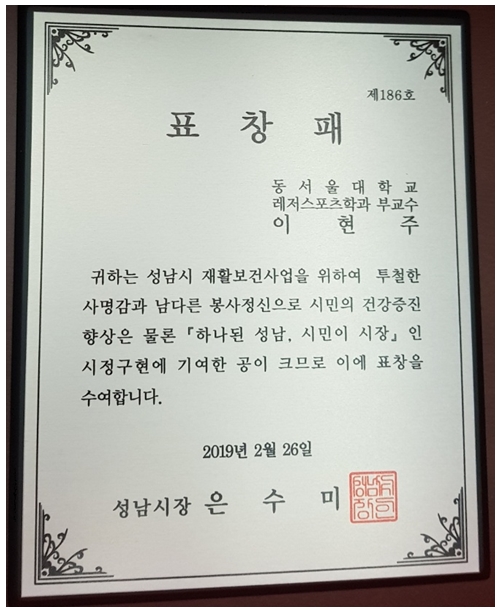 제186호
표 창 패
동서울대학교
레저스포츠학과 부교수
이 현 주
귀하는 성남시 재활보건사업을 위하여 투철한
사명감과 남다른 봉사정신으로 시민의 건강증진
향상은 물론 『하나된 성남, 시민이 시장』 인
시정구현에 기여한 공이 크므로 이에 표창을
수여합니다.
2019년 2월 26일
성남시장 은 수 미